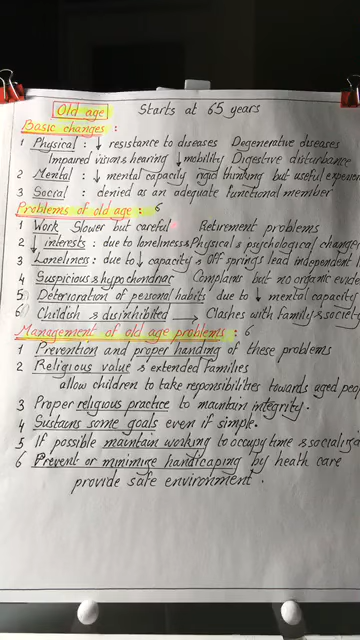 Old age Starts at 65 years
Basic changes :
1 Physical : ↓ resistance to diseases Degenerative diseases
Impaired vision & hearing ↓ mobility Digestive disturbance
2 Mental : ↓ mental capacity rigid thinking but useful
3 Social : denied as an adequate functional member
Problems of old age : 6
1 Work Slower but careful Retirement problems
2 ↓ interests : due to loneliness & Physical & psychological changes
3 Loneliness : due to ↓ capacity & off springs lead independent
4 Suspicious & hypochondriac Complains but no organic
5 Deterioration of personal habits due to ↓ mental capacity
6 Childish & disinhibited → Clashes with family & society
Management of old age problems : 6
1 Prevention and proper handing of these problems
2 Religious value & extended families
allow children to take responsibilities towards aged
3 Proper religious practice to maintain integrity .
4 Sustains some goals even if simple .
5 If possible maintain working to occupy time &
6 Prevent or minimize handicaping by heath care
provide safe environment .